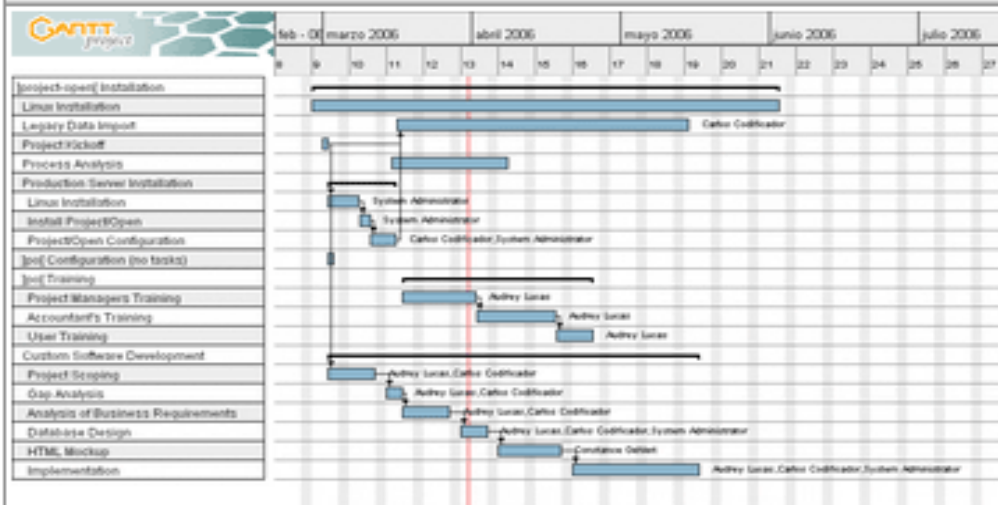 GANTT
project
feb - 06 marzo 2006 abril 2006 mayo 2006 junio 2006 julio 2006
8 9 10 11 12 13 14 15 16 17 18 19 20 21 22 23 24 25 26 27
]project-open[ Installation
Linux Installation
Legacy Data Import Carlos Codificador
Project Kickoff
Process Analysis
Production Server Installation
Linux Installation System Administrator
Install Project/Open System Administrator
Project/Open Configuration Carlos Codificador,System Administrator
]po[ Configuration (no tasks)
]po[ Training
Project Managers Training Audrey Lucas
Accountant's Training Audrey Lucas
User Training Audrey Lucas
Custom Software Development
Project Scoping Audrey Lucas,Carlos Codificador
Gap Analysis Audrey Lucas,Carlos Codificador
Analysis of Business Requirements Audrey Lucas,Carlos Codificador
Database Design Audrey Lucas,Carlos Codificador,System Administrator
HTML Mockup
Implementation Audrey Lucas,Carlos Codificador,System Administrator